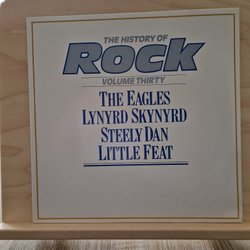 THE HISTORY OF
Rock
VOLUME THIRTY
THE EAGLES
LYNYRD SKYNYRD
STEELY DAN
LITTLE FEAT